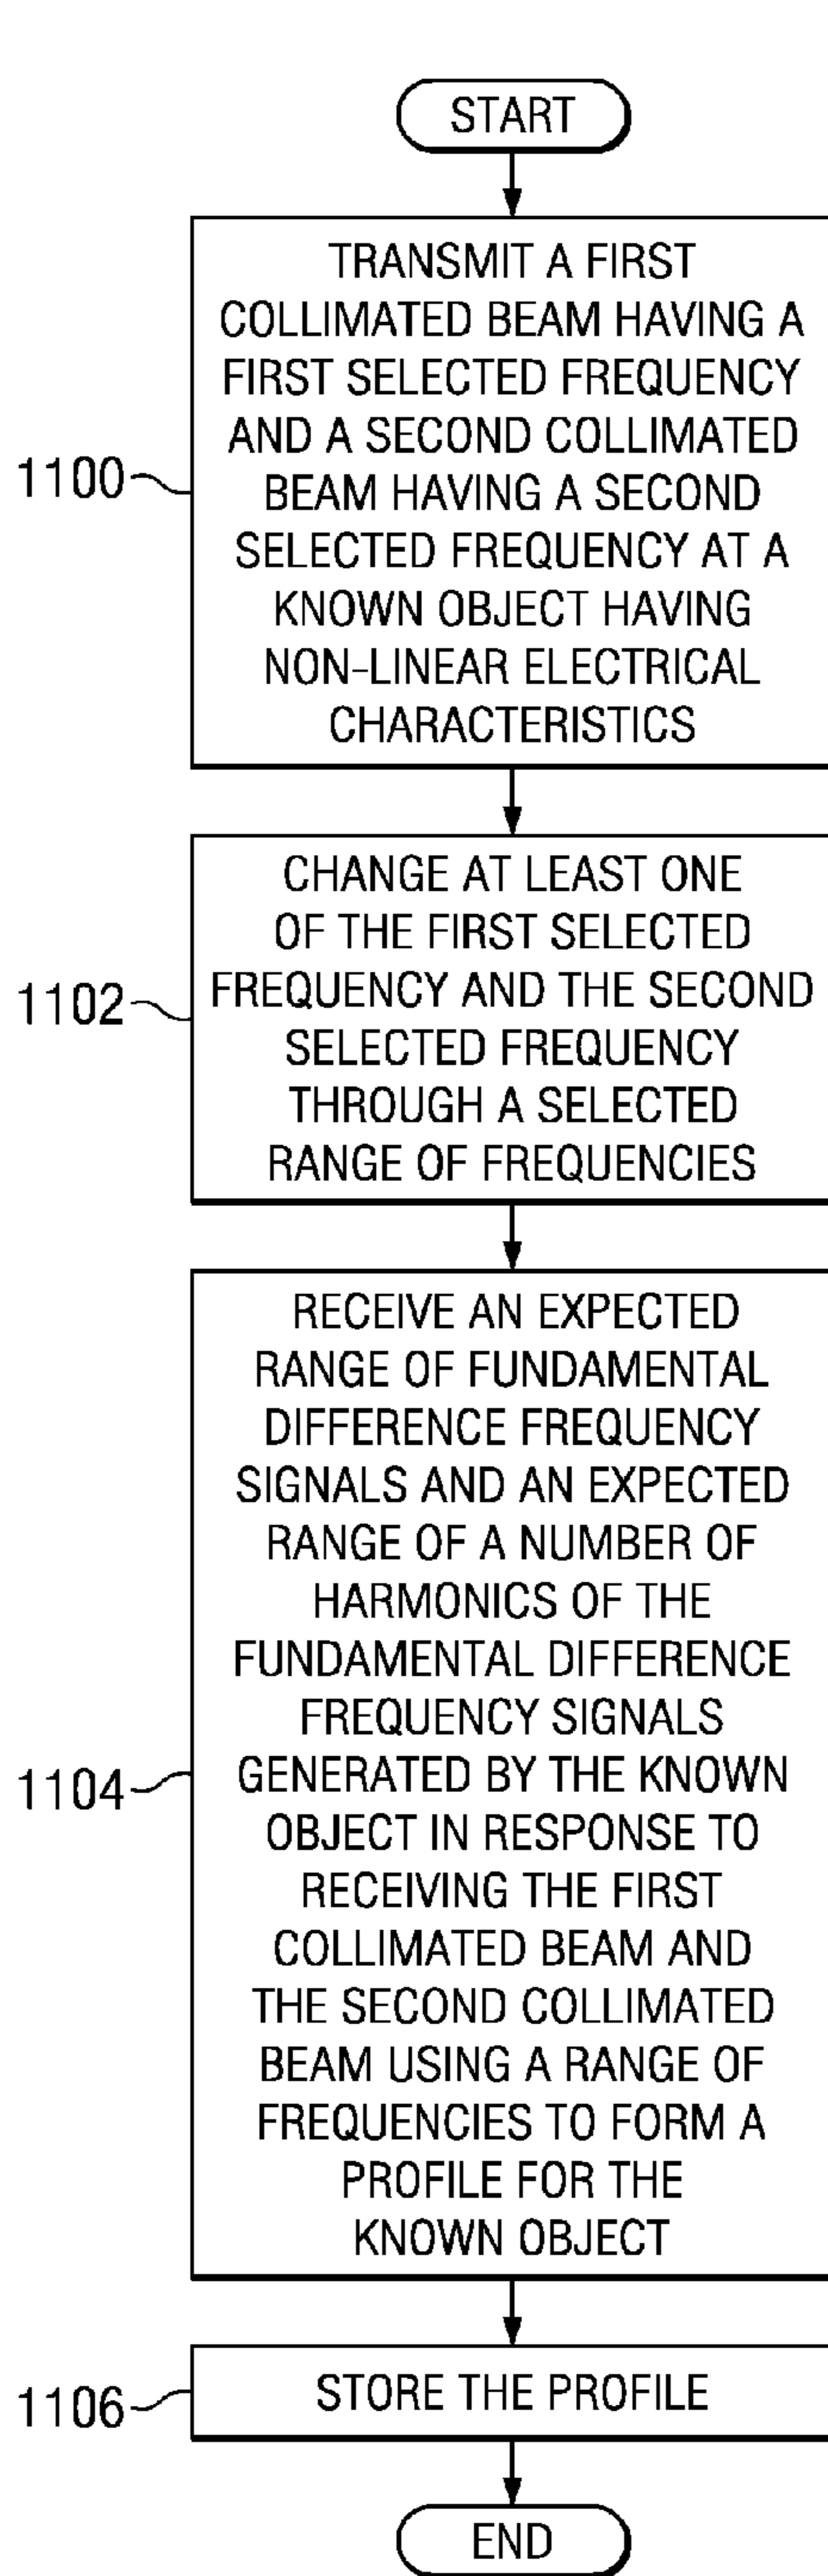 START
TRANSMIT A FIRST
COLLIMATED BEAM HAVING A
FIRST SELECTED FREQUENCY
AND A SECOND COLLIMATED
BEAM HAVING A SECOND
SELECTED FREQUENCY AT A
KNOWN OBJECT HAVING
NON-LINEAR ELECTRICAL
CHARACTERISTICS
1100
CHANGE AT LEAST ONE
OF THE FIRST SELECTED
FREQUENCY AND THE SECOND
SELECTED FREQUENCY
THROUGH A SELECTED
RANGE OF FREQUENCIES
1102
RECEIVE AN EXPECTED
RANGE OF FUNDAMENTAL
DIFFERENCE FREQUENCY
SIGNALS AND AN EXPECTED
RANGE OF A NUMBER OF
HARMONICS OF THE
FUNDAMENTAL DIFFERENCE
FREQUENCY SIGNALS
GENERATED BY THE KNOWN
OBJECT IN RESPONSE TO
RECEIVING THE FIRST
COLLIMATED BEAM AND
THE SECOND COLLIMATED
BEAM USING A RANGE OF
FREQUENCIES TO FORM A
PROFILE FOR THE
KNOWN OBJECT
1104
STORE THE PROFILE
1106
END